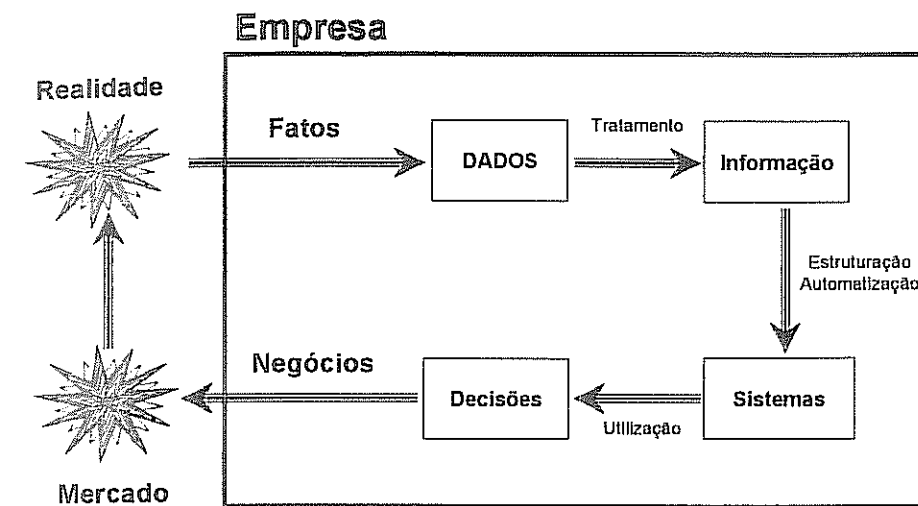 Empresa
Realidade
Fatos
DADOS
Tratamento
Informação
Estruturação
Automatização
Negócios
Decisões
Utilização
Sistemas
Mercado